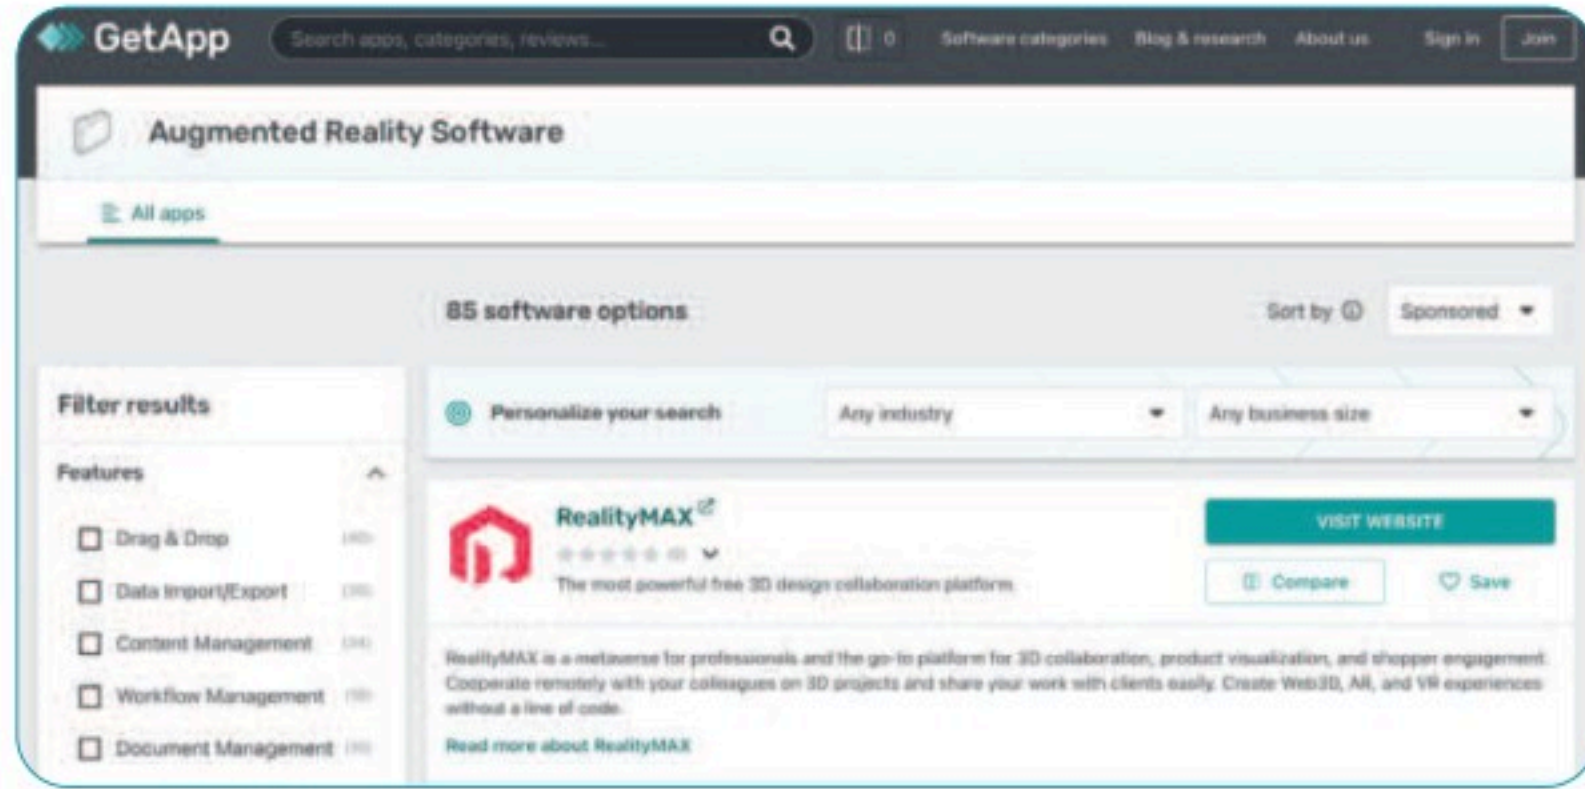 GetApp Search apps, categories, reviews... 0 Software categories Blog & research About us Sign in Join
Augmented Reality Software
All apps
85 software options Sort by Sponsored
Filter results
Personalize your search Any industry Any business size
Features
Drag & Drop
Data Import/Export
Content Management
Workflow Management
Document Management
RealityMAX
The most powerful free 3D design collaboration platform.
VISIT WEBSITE
Compare Save
RealityMAX is a metaverse for professionals and the go-to platform for 3D collaboration, product visualization, and shopper engagement.
Cooperate remotely with your colleagues on 3D projects and share your work with clients easily. Create Web3D, AR, and VR experiences
without a line of code.
Read more about RealityMAX